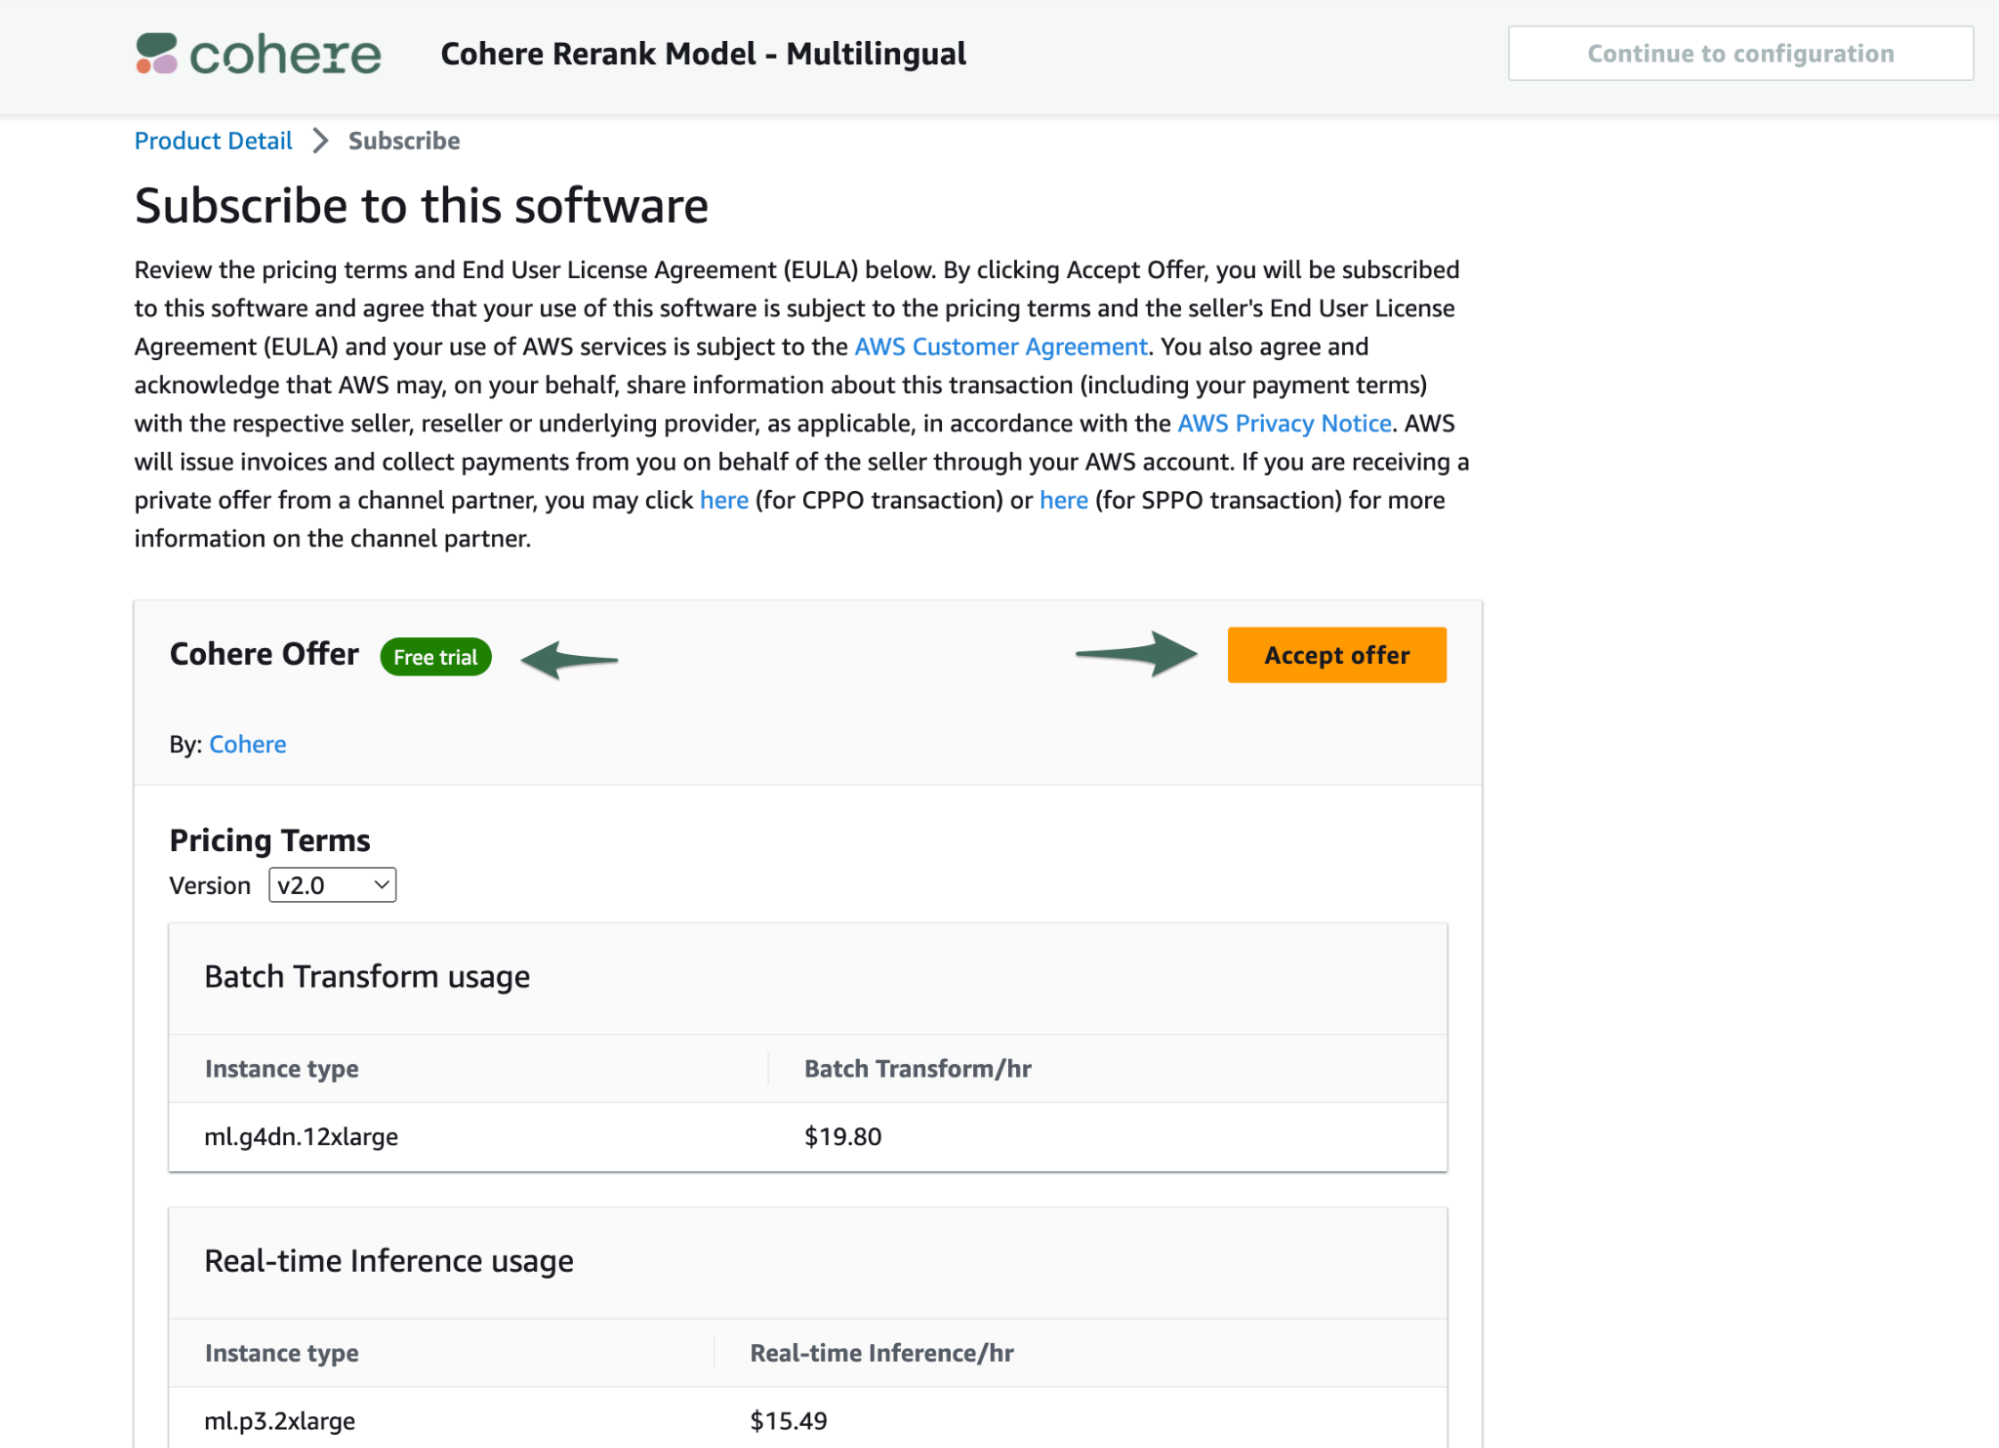 cohere
Cohere Rerank Model - Multilingual
Continue to configuration
Product Detail
Subscribe
Subscribe to this software
Review the pricing terms and End User License Agreement (EULA) below. By clicking Accept Offer, you will be subscribed
to this software and agree that your use of this software is subject to the pricing terms and the seller's End User License
Agreement (EULA) and your use of AWS services is subject to the AWS Customer Agreement. You also agree and
acknowledge that AWS may, on your behalf, share information about this transaction (including your payment terms)
with the respective seller, reseller or underlying provider, as applicable, in accordance with the AWS Privacy Notice. AWS
will issue invoices and collect payments from you on behalf of the seller through your AWS account. If you are receiving a
private offer from a channel partner, you may click here (for CPPO transaction) or here (for SPPO transaction) for more
information on the channel partner.
Cohere Offer
Free trial
Accept offer
By: Cohere
Pricing Terms
Version
v2.0
Batch Transform usage
Instance type
Batch Transform/hr
ml.g4dn.12xlarge
$19.80
Real-time Inference usage
Instance type
Real-time Inference/hr
ml.p3.2xlarge
$15.49